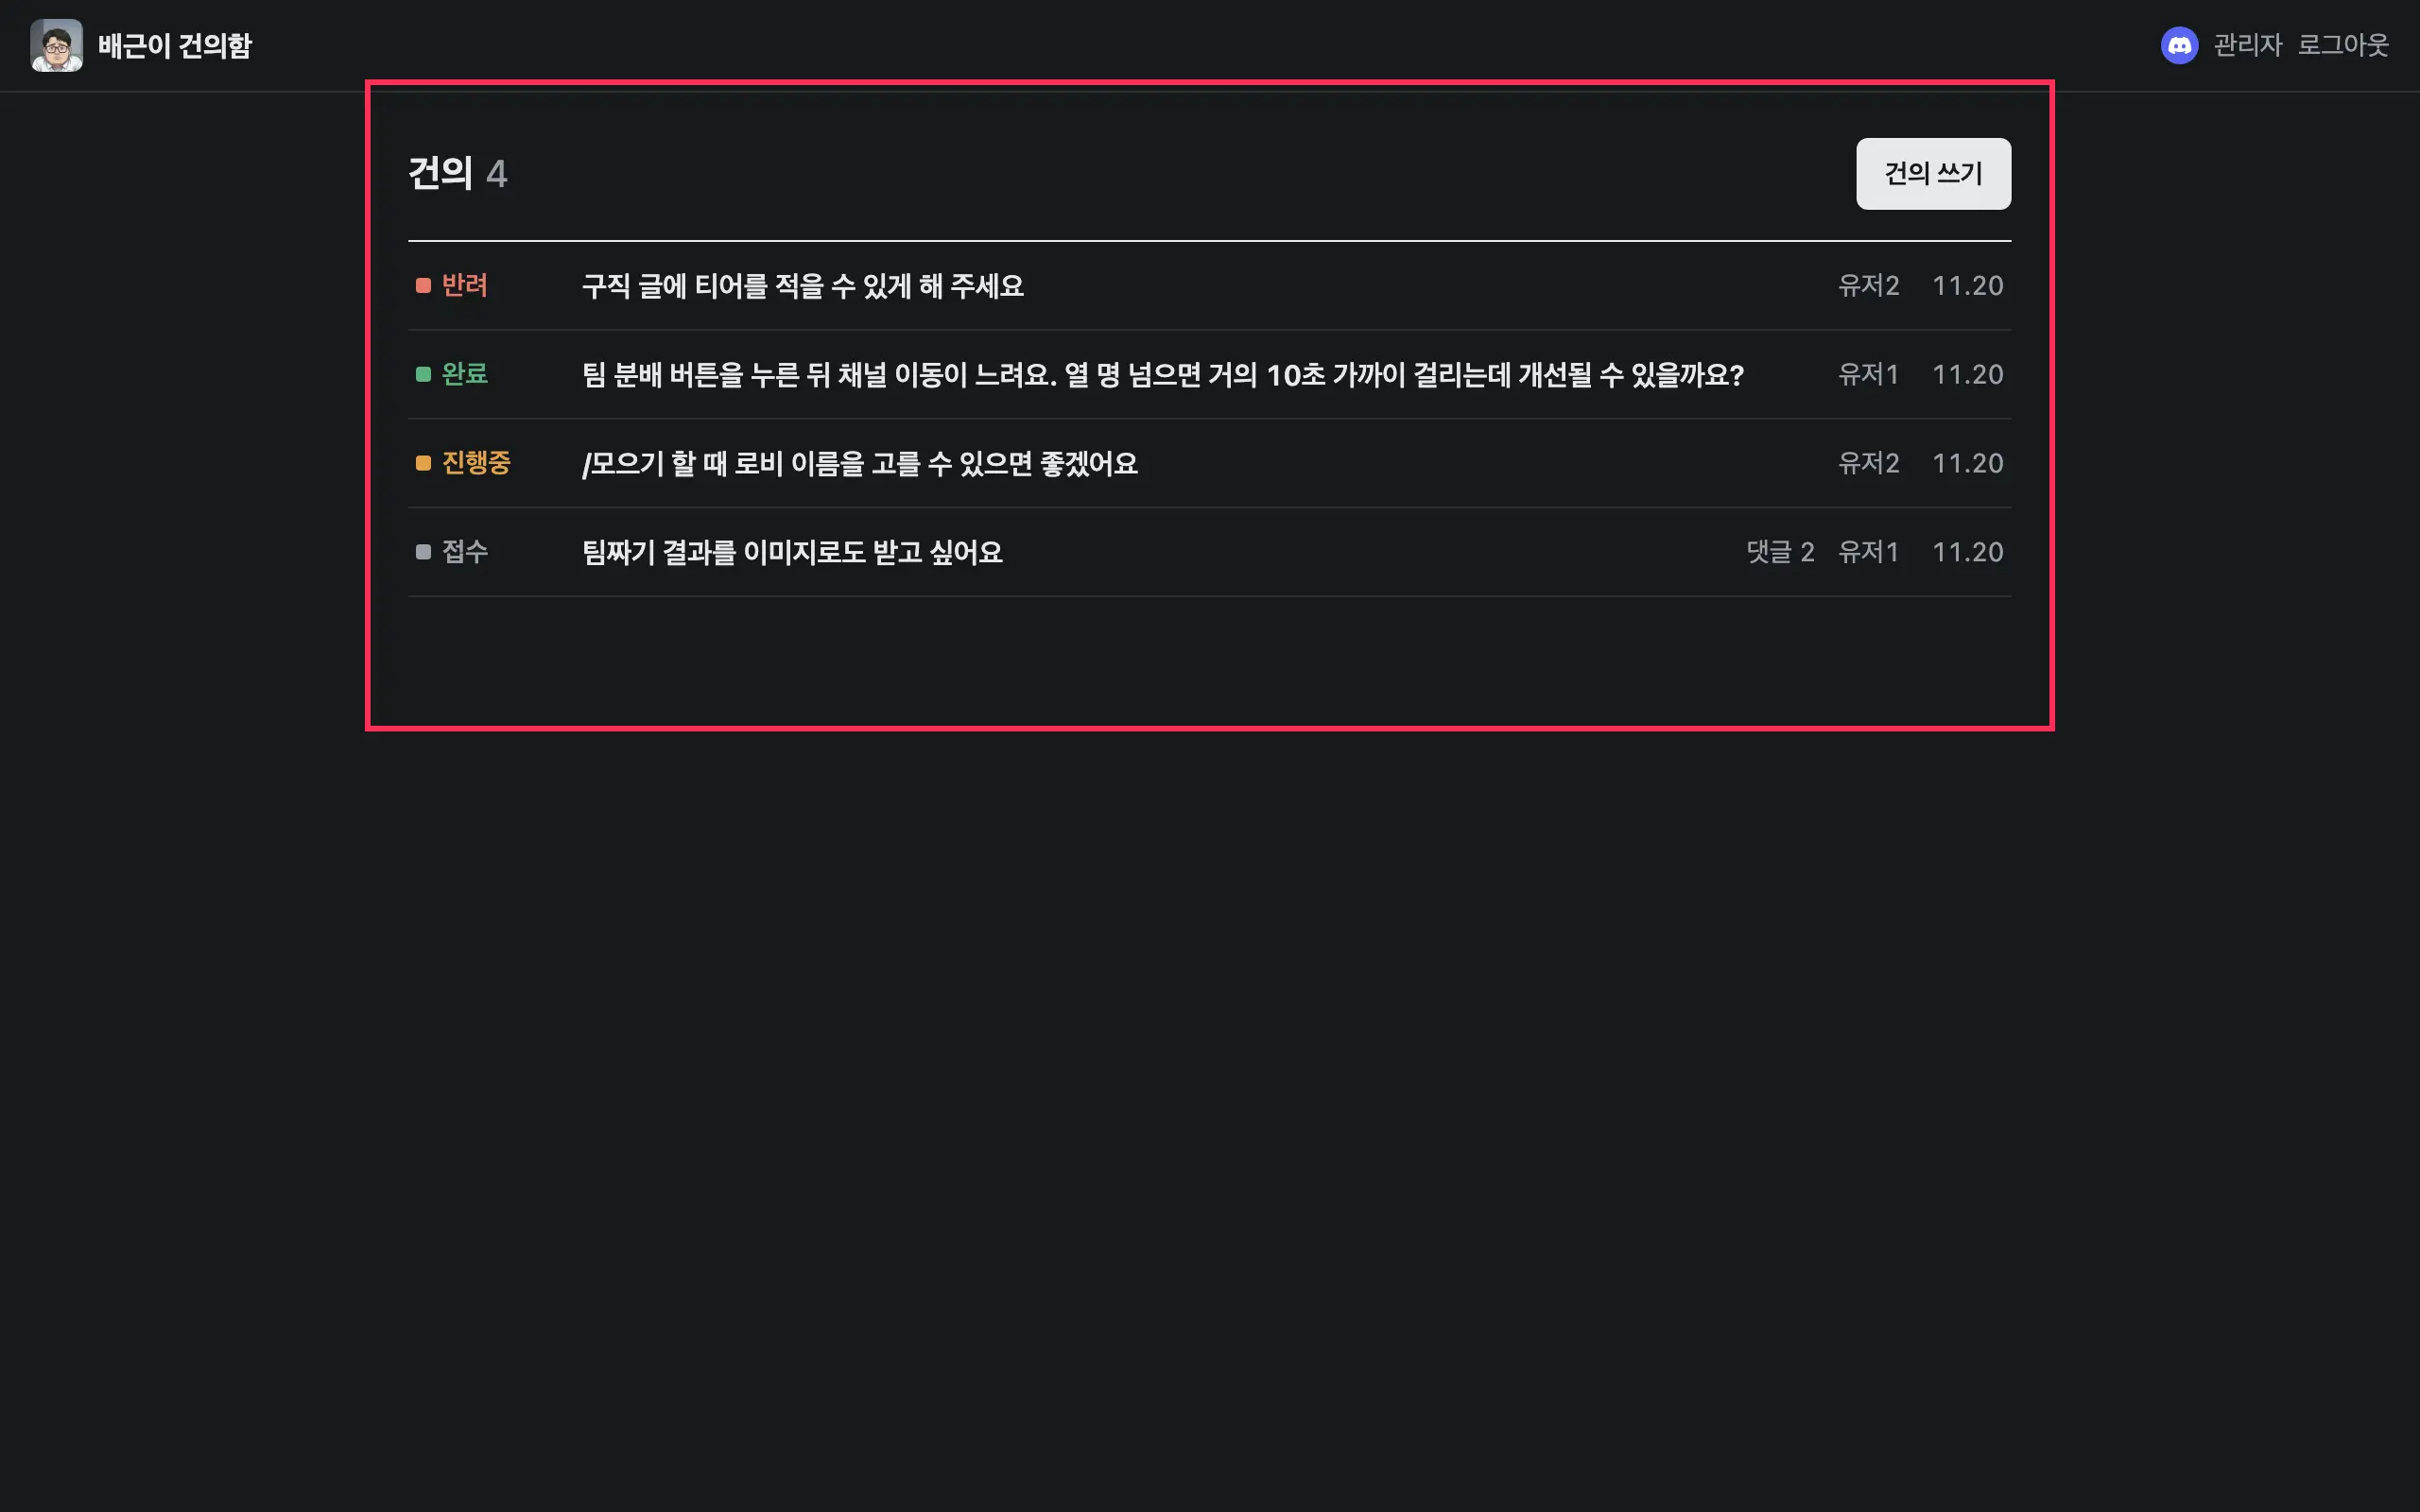 배근이 건의함
관리자 로그아웃
건의 4
건의 쓰기
반려 구직 글에 티어를 적을 수 있게 해 주세요 유저2 11.20
완료 팀 분배 버튼을 누른 뒤 채널 이동이 느려요. 열 명 넘으면 거의 10초 가까이 걸리는데 개선될 수 있을까요? 유저1 11.20
진행중 /모으기 할 때 로비 이름을 고를 수 있으면 좋겠어요 유저2 11.20
접수 팀짜기 결과를 이미지로도 받고 싶어요 댓글 2 유저1 11.20